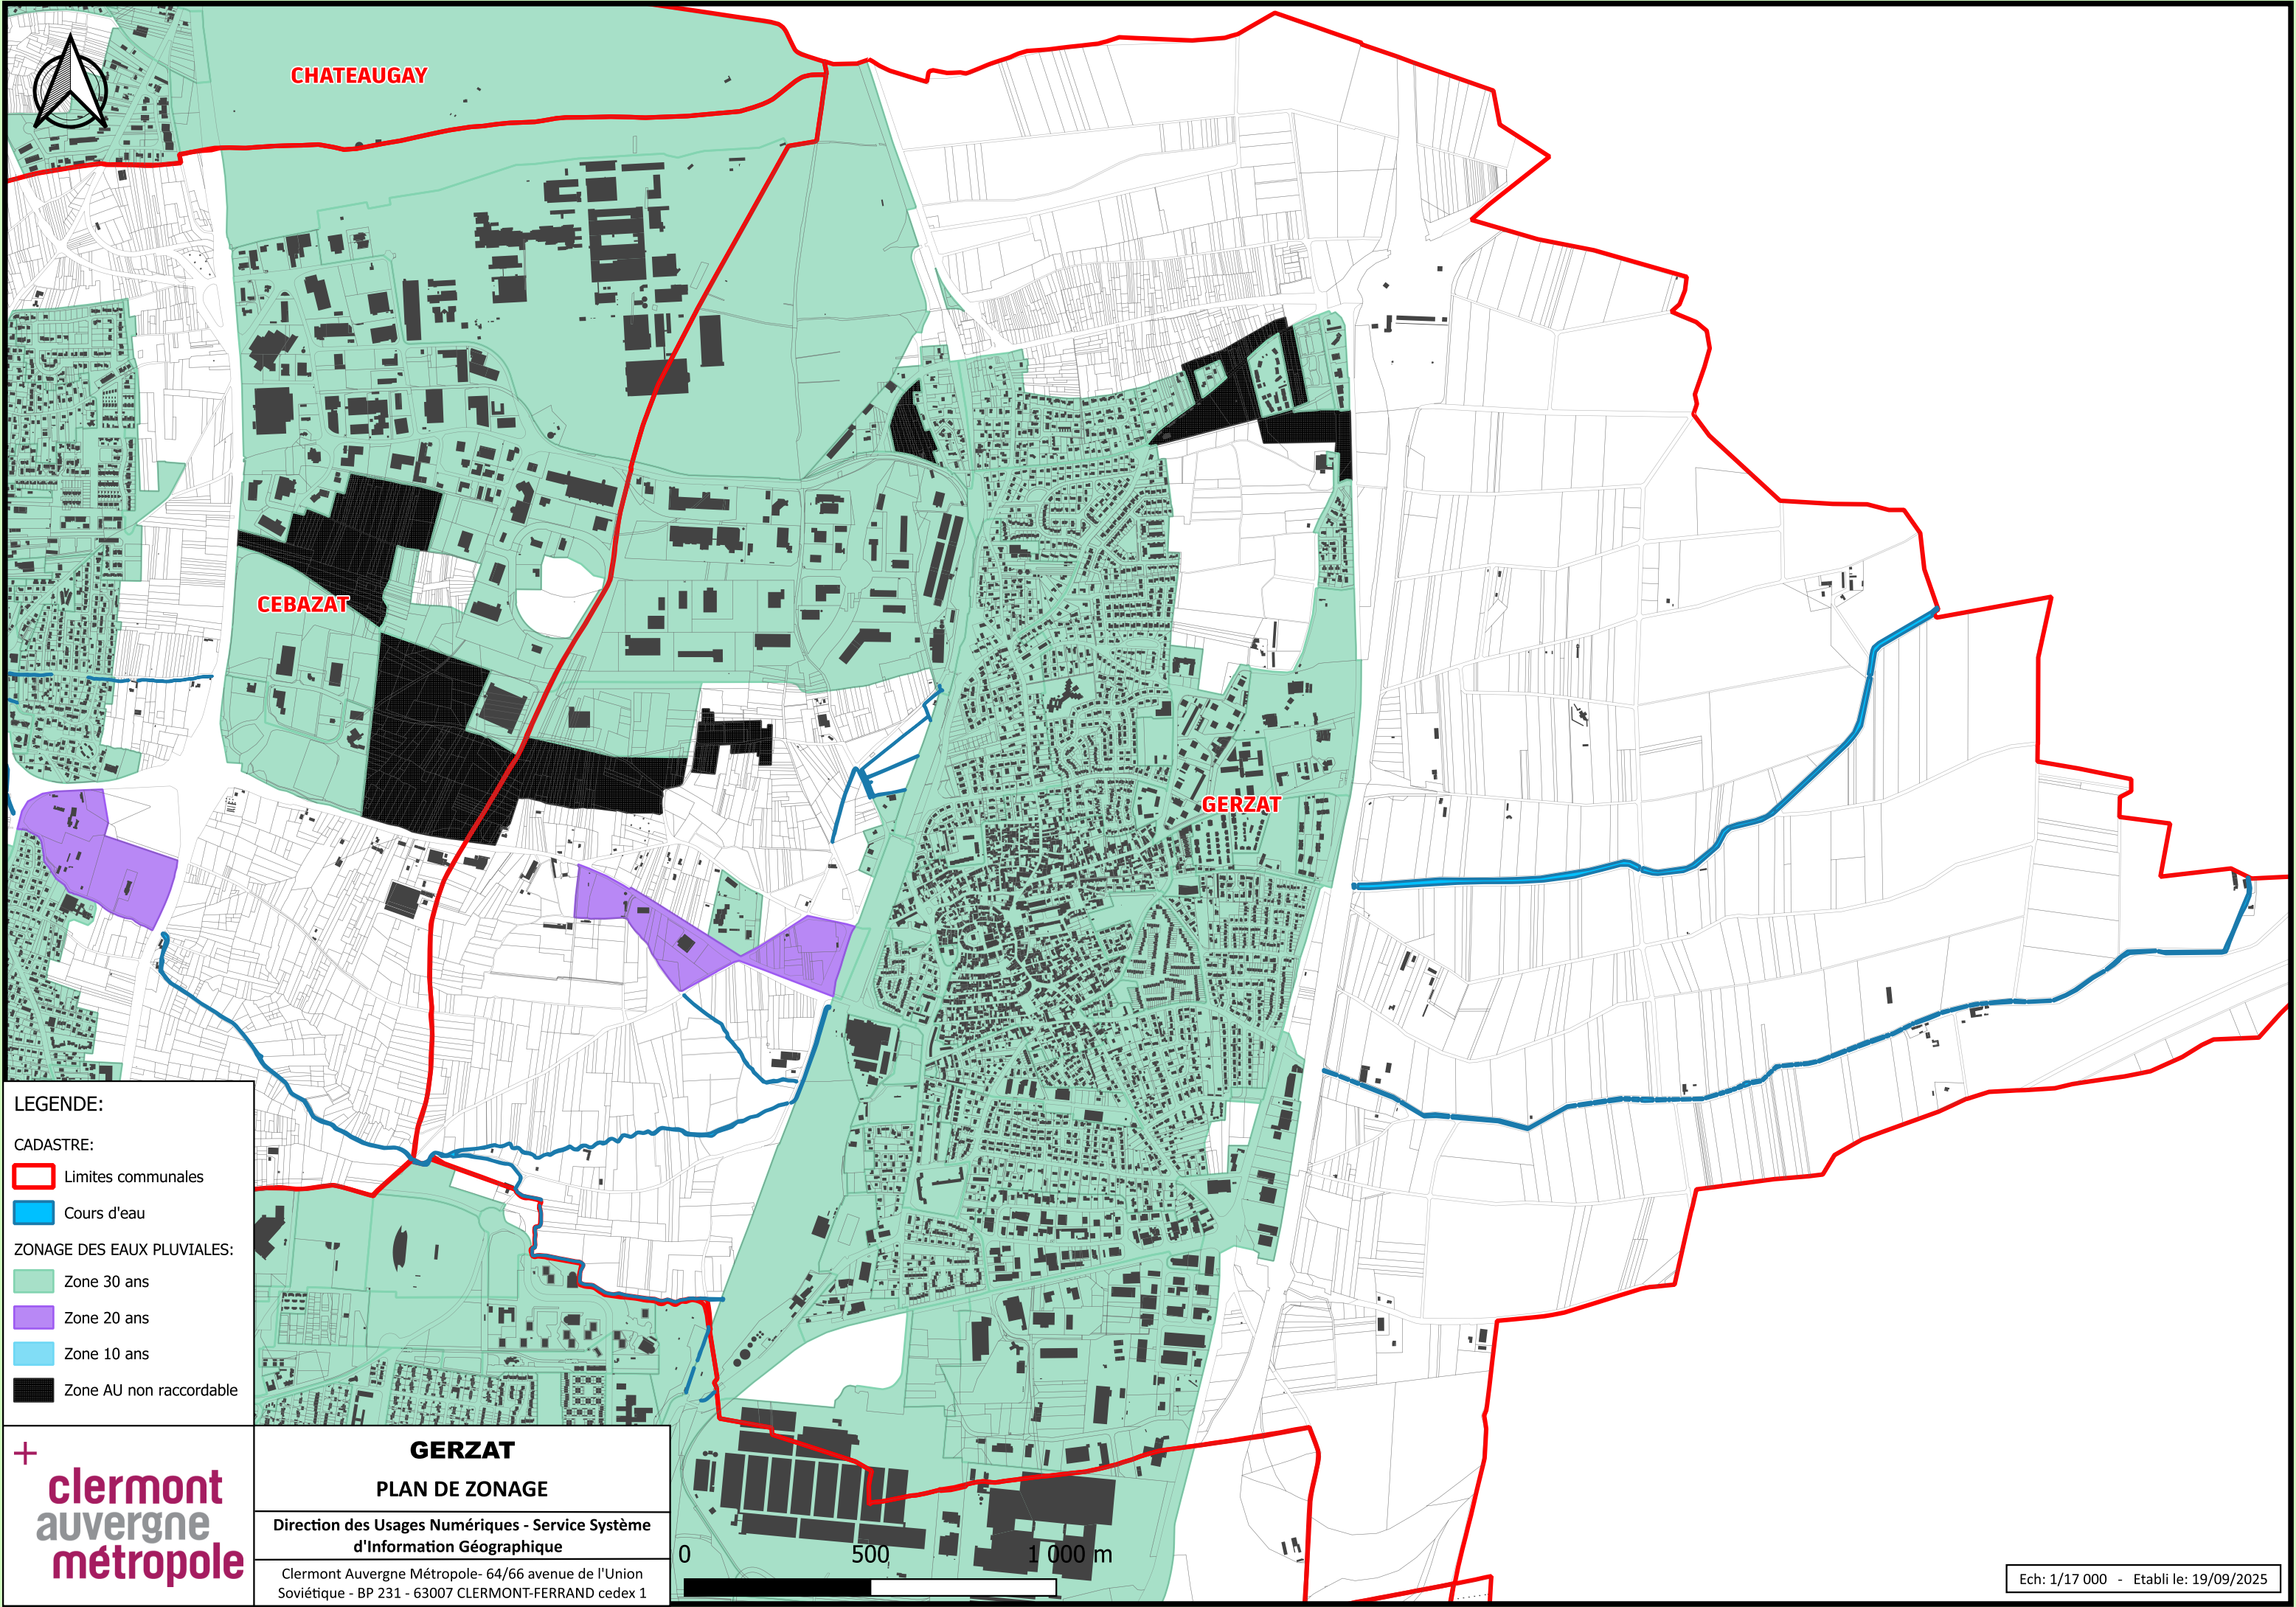 CHATEAUGAY
CEBAZAT
GERZAT
LEGENDE:
CADASTRE:
Limites communales
Cours d'eau
ZONAGE DES EAUX PLUVIALES:
Zone 30 ans
Zone 20 ans
Zone 10 ans
Zone AU non raccordable
clermont
auvergne
métropole
GERZAT
PLAN DE ZONAGE
Direction des Usages Numériques - Service Système
d'Information Géographique
Clermont Auvergne Métropole- 64/66 avenue de l'Union
Soviétique - BP 231 - 63007 CLERMONT-FERRAND cedex 1
0 500 1 000 m
Ech: 1/17 000 - Etabli le: 19/09/2025